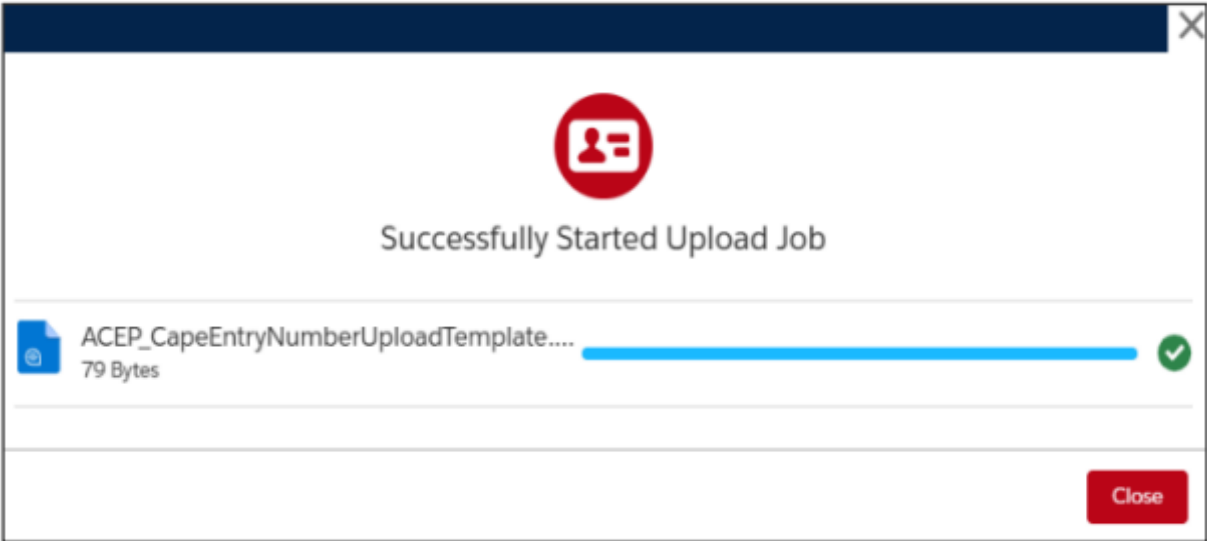 Successfully Started Upload Job
ACEP_CapeEntryNumberUploadTemplate....
79 Bytes
Close